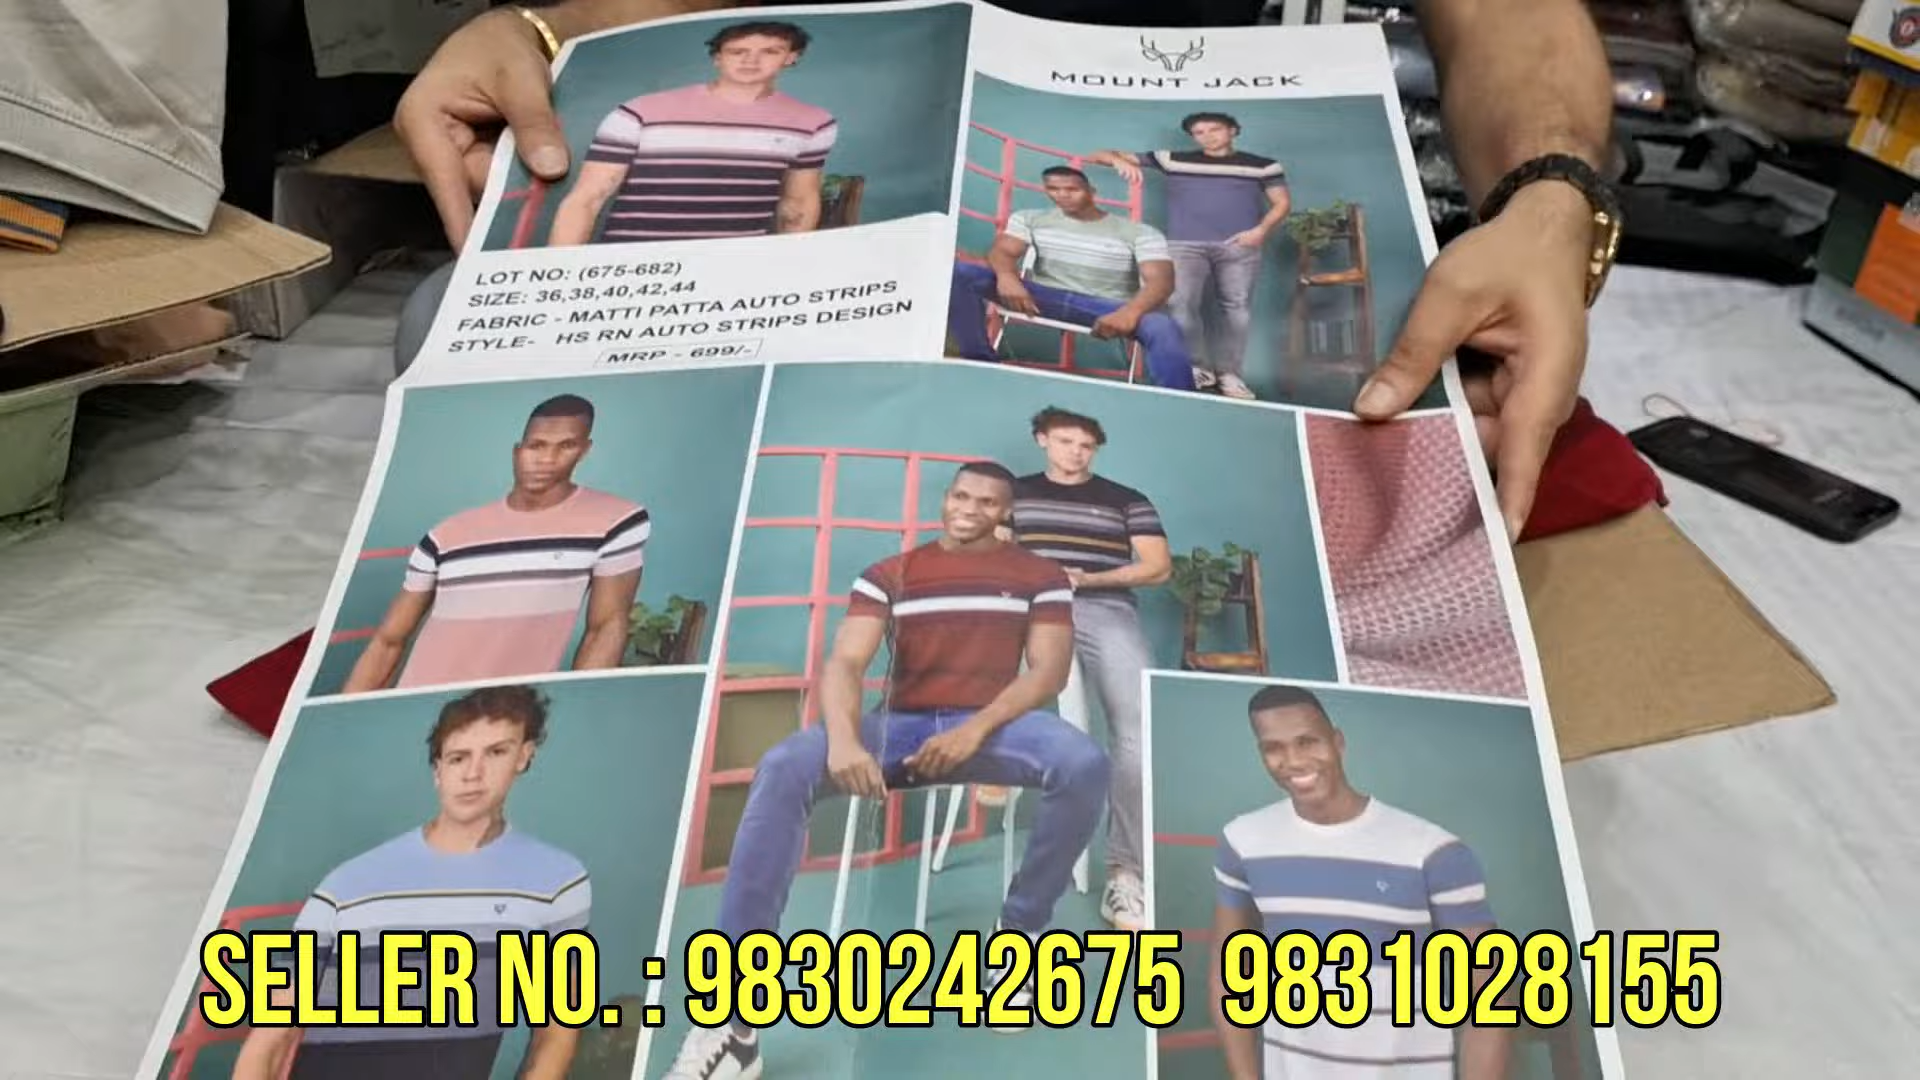 MOUNT JACK
LOT NO: (675-682)
SIZE: 36,38,40,42,44
FABRIC - MATTI PATTA AUTO STRIPS
STYLE- HS RN AUTO STRIPS DESIGN
MRP - 699/-
SELLER NO. : 9830242675 9831028155